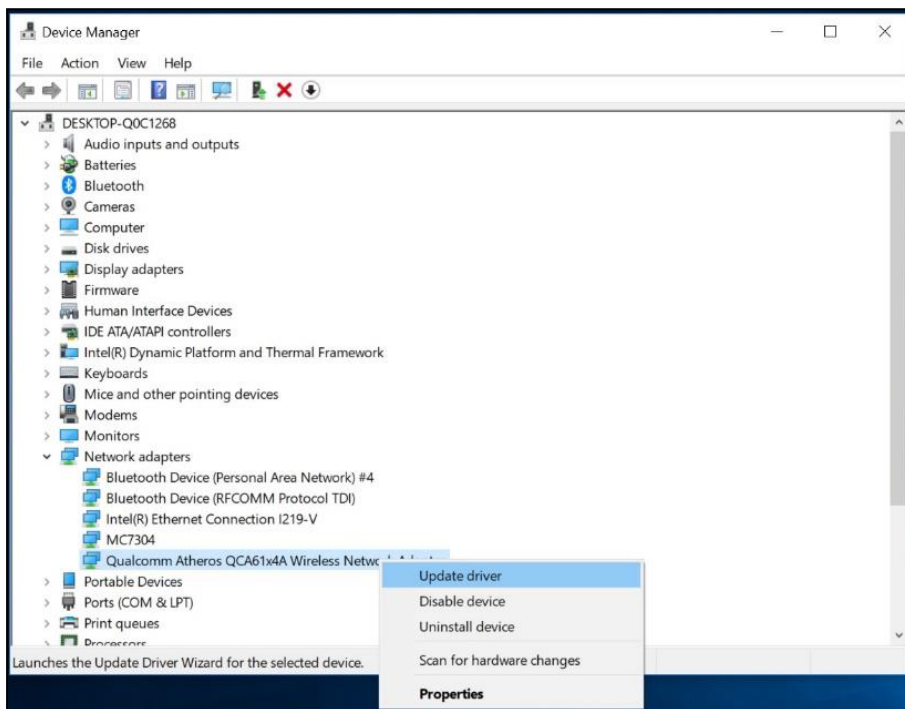 Device Manager
File Action View Help
DESKTOP-Q0C1268
Audio inputs and outputs
Batteries
Bluetooth
Cameras
Computer
Disk drives
Display adapters
Firmware
Human Interface Devices
IDE ATA/ATAPI controllers
Intel(R) Dynamic Platform and Thermal Framework
Keyboards
Mice and other pointing devices
Modems
Monitors
Network adapters
Bluetooth Device (Personal Area Network) #4
Bluetooth Device (RFCOMM Protocol TDI)
Intel(R) Ethernet Connection I219-V
MC7304
Qualcomm Atheros QCA61x4A Wireless Network
Update driver
Portable Devices
Disable device
Ports (COM & LPT)
Uninstall device
Print queues
Processors
Launches the Update Driver Wizard for the selected device.
Scan for hardware changes
Properties